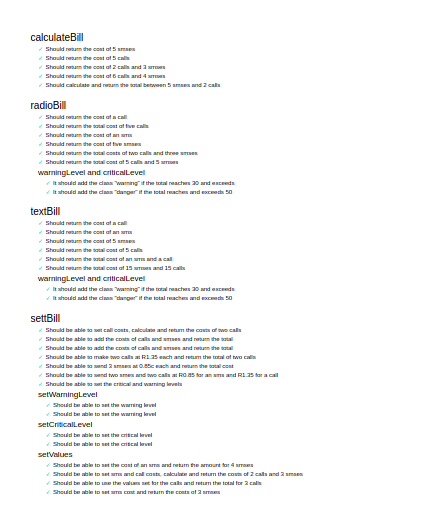 calculateBill
✓ Should return the cost of 5 smses
✓ Should return the cost of 5 calls
✓ Should return the cost of 2 calls and 3 smses
✓ Should return the cost of 6 calls and 4 smses
✓ Should calculate and return the total between 5 smses and 2 calls
radioBill
✓ Should return the cost of a call
✓ Should return the total cost of five calls
✓ Should return the cost of an sms
✓ Should return the cost of five smses
✓ Should return the total costs of two calls and three smses
✓ Should return the total cost of 5 calls and 5 smses
warningLevel and criticalLevel
✓ It should add the class "warning" if the total reaches 30 and exceeds
✓ It should add the class "danger" if the total reaches and exceeds 50
textBill
✓ Should return the cost of a call
✓ Should return the cost of an sms
✓ Should return the cost of 5 smses
✓ Should return the total cost of 5 calls
✓ Should return the total cost of an sms and a call
✓ Should return the total cost of 15 smses and 15 calls
warningLevel and criticalLevel
✓ It should add the class "warning" if the total reaches 30 and exceeds
✓ It should add the class "danger" if the total reaches and exceeds 50
settBill
✓ Should be able to set call costs, calculate and return the costs of two calls
✓ Should be able to add the costs of calls and smses and return the total
✓ Should be able to add the costs of calls and smses and return the total
✓ Should be able to make two calls at R1.35 each and return the total of two calls
✓ Should be able to send 3 smses at 0.85c each and return the total cost
✓ Should be able to send two smes and two calls at R0.85 for an sms and R1.35 for a call
✓ Should be able to set the critical and warning levels
setWarningLevel
✓ Should be able to set the warning level
✓ Should be able to set the warning level
setCriticalLevel
✓ Should be able to set the critical level
✓ Should be able to set the critical level
setValues
✓ Should be able to set the cost of an sms and return the amount for 4 smses
✓ Should be able to set sms and call costs, calculate and return the costs of 2 calls and 3 smses
✓ Should be able to use the values set for the calls and return the total for 3 calls
✓ Should be able to set sms cost and return the costs of 3 smses